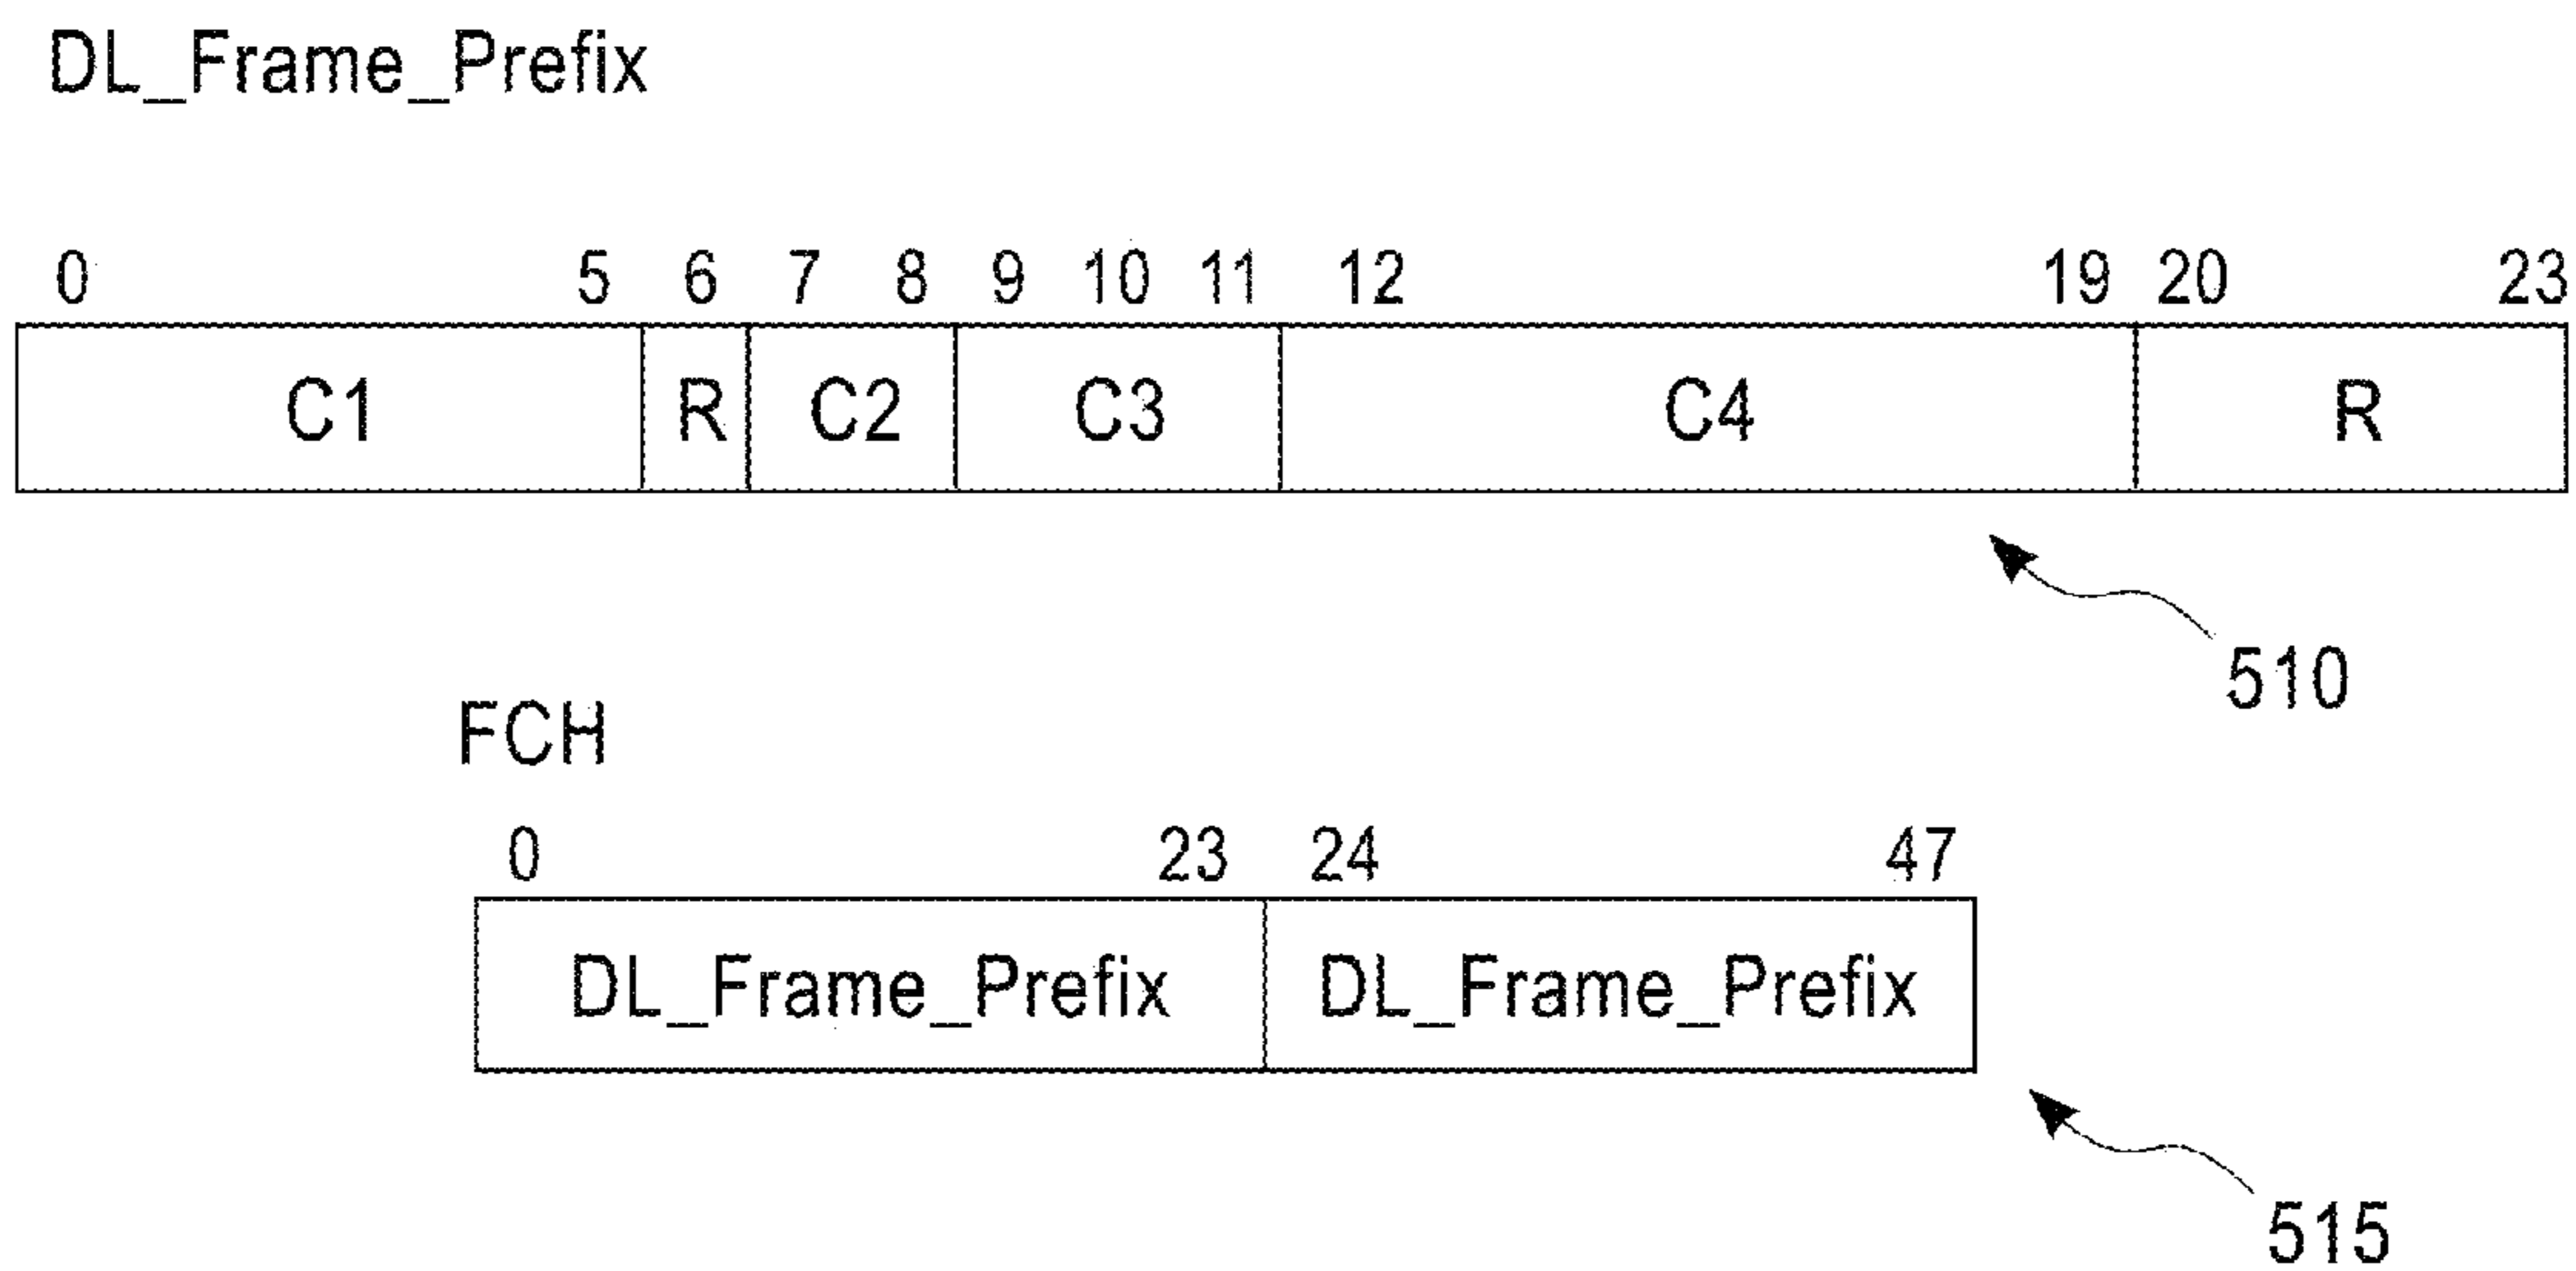 DL_Frame_Prefix
0 5 6 7 8 9 10 11 12 19 20 23
C1 R C2 C3 C4 R
510
FCH
0 23 24 47
DL_Frame_Prefix DL_Frame_Prefix
515